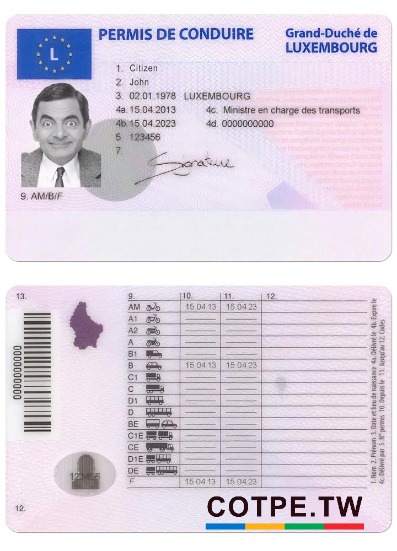 L
PERMIS DE CONDUIRE
Grand-Duché de
LUXEMBOURG
1. Citizen
2. John
3. 02.01.1978 LUXEMBOURG
4a. 15.04.2013 4c. Ministre en charge des transports
4b. 15.04.2023 4d. 0000000000
5 123456
7.
Signature
9. AM/B/F
13.
9. 10. 11. 12.
AM 15 04 13 15 04 23
A1
A2
A
B1
B 15 04 13 15 04 23
C1
C
D1
D
BE
C1E
CE
D1E
DE
F 15 04 13 15 04 23
0000000000
123456
12.
1. Nom 2. Prénom 3. Date et lieu de naissance 4a. Délivré le 4b. Expire le
4c. Délivré par 5. N° permis 10. Depuis le 11. Jusqu'au 12. Codes
COTPE.TW